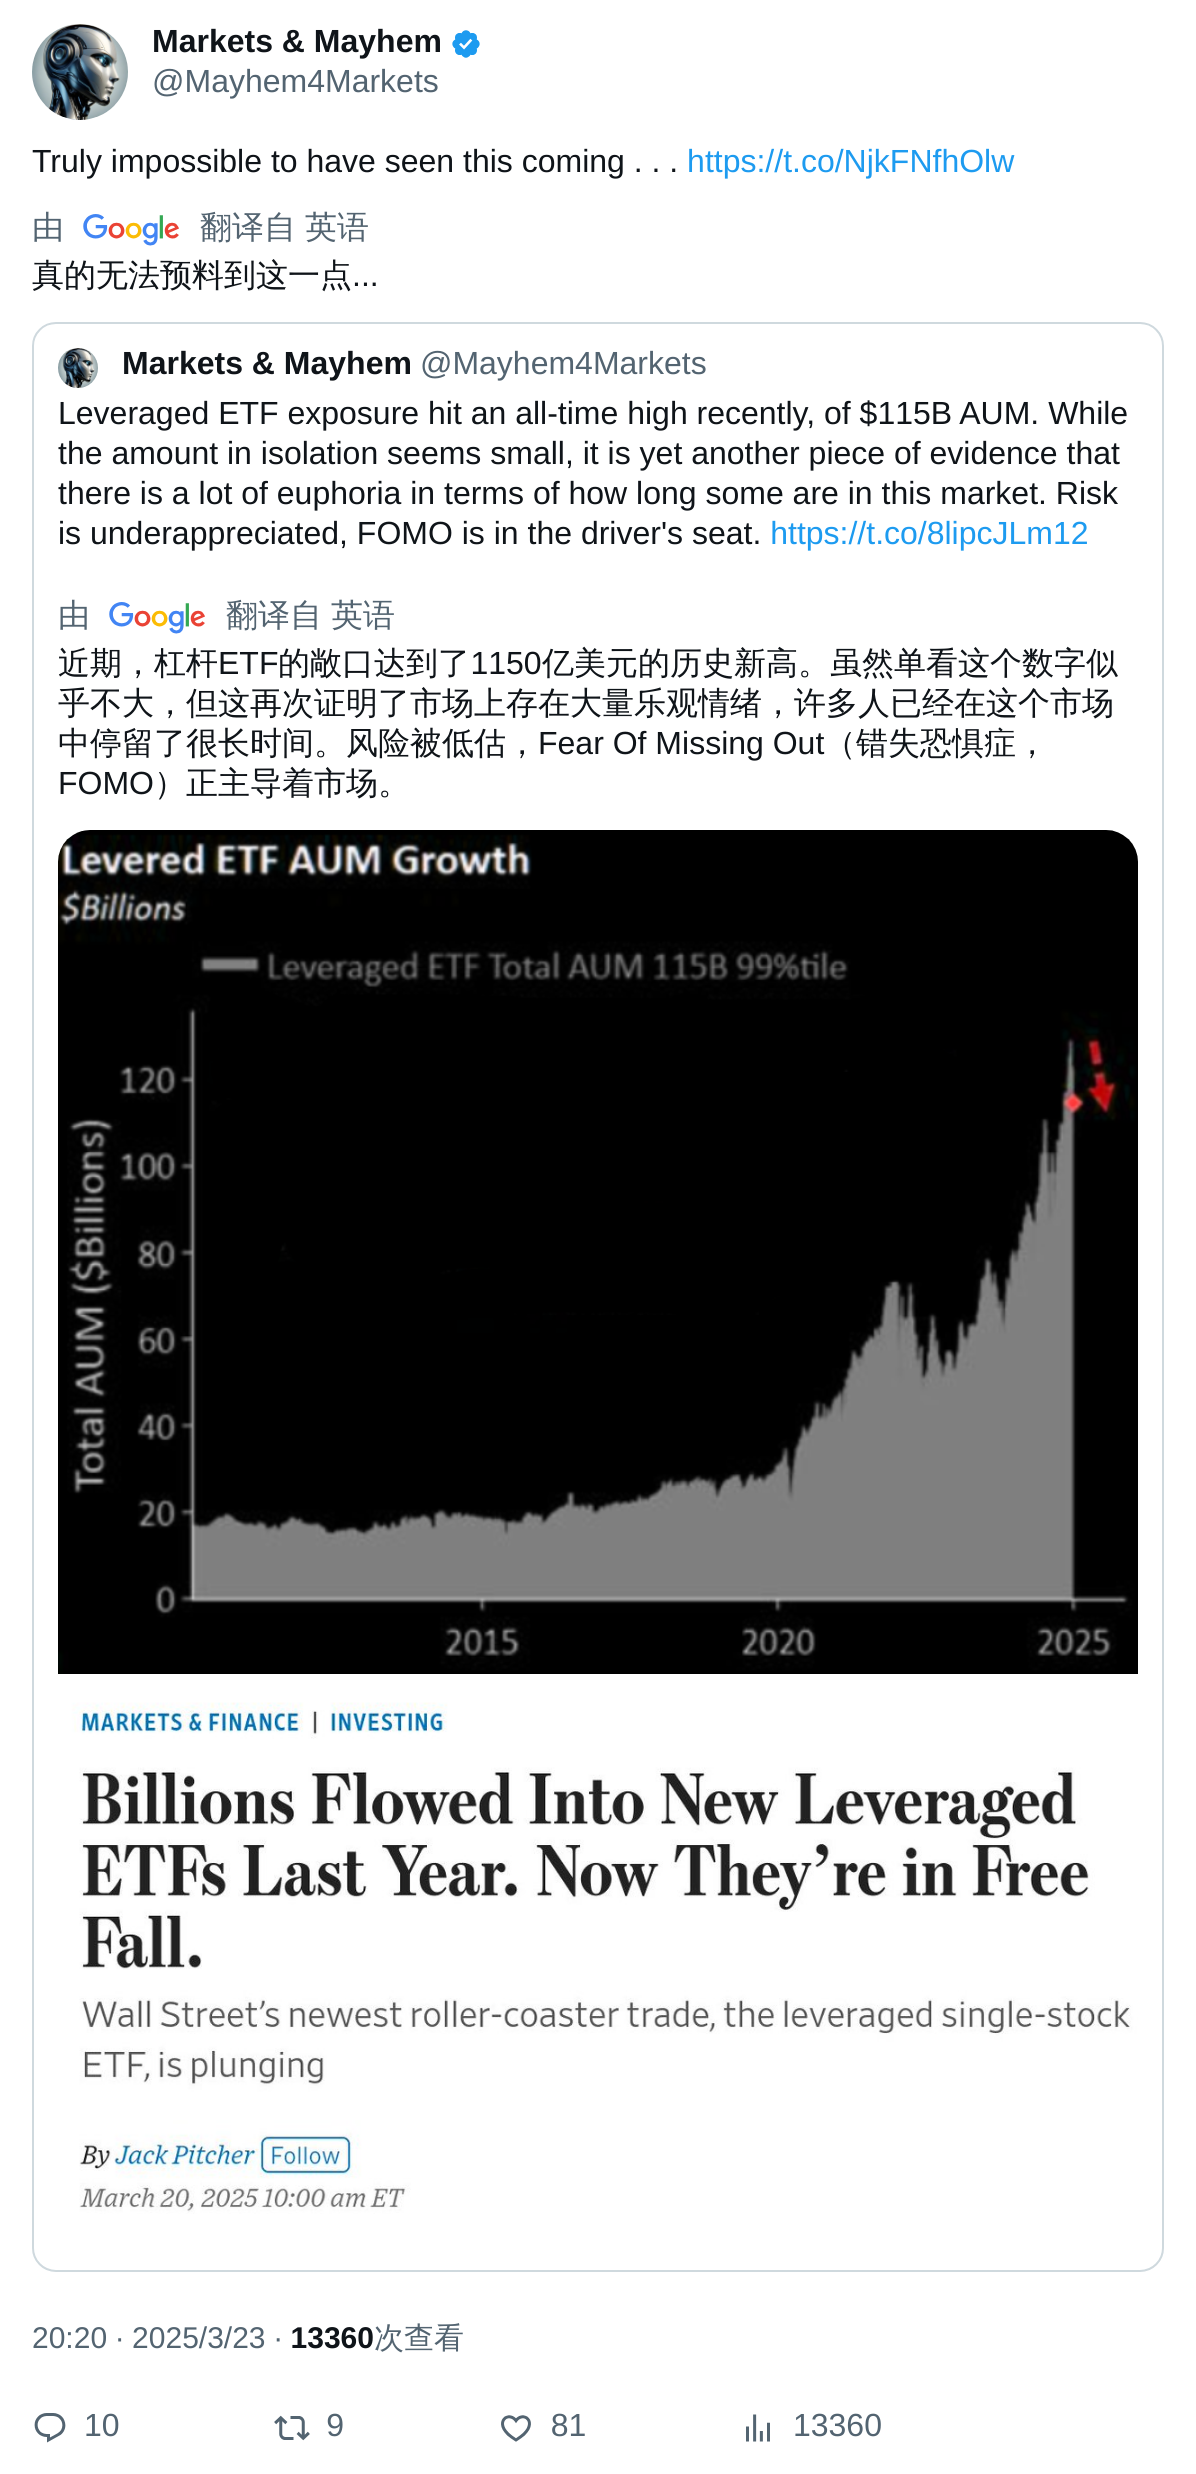 Markets & Mayhem
@Mayhem4Markets
Truly impossible to have seen this coming . . . https://t.co/NjkFNfhOlw
由 Google 翻译自 英语
真的无法预料到这一点...
Markets & Mayhem @Mayhem4Markets
Leveraged ETF exposure hit an all-time high recently, of $115B AUM. While
the amount in isolation seems small, it is yet another piece of evidence that
there is a lot of euphoria in terms of how long some are in this market. Risk
is underappreciated, FOMO is in the driver's seat. https://t.co/8lipcJLm12
由 Google 翻译自 英语
近期，杠杆ETF的敞口达到了1150亿美元的历史新高。虽然单看这个数字似
乎不大，但这再次证明了市场上存在大量乐观情绪，许多人已经在这个市场
中停留了很长时间。风险被低估，Fear Of Missing Out（错失恐惧症，
FOMO）正主导着市场。
Levered ETF AUM Growth
$Billions
Leveraged ETF Total AUM 115B 99%tile
Total AUM ($Billions)
120
100
80
60
40
20
0
2015 2020 2025
MARKETS & FINANCE | INVESTING
Billions Flowed Into New Leveraged
ETFs Last Year. Now They’re in Free
Fall.
Wall Street’s newest roller-coaster trade, the leveraged single-stock
ETF, is plunging
By Jack Pitcher Follow
March 20, 2025 10:00 am ET
20:20 · 2025/3/23 · 13360次查看
10 9 81 13360